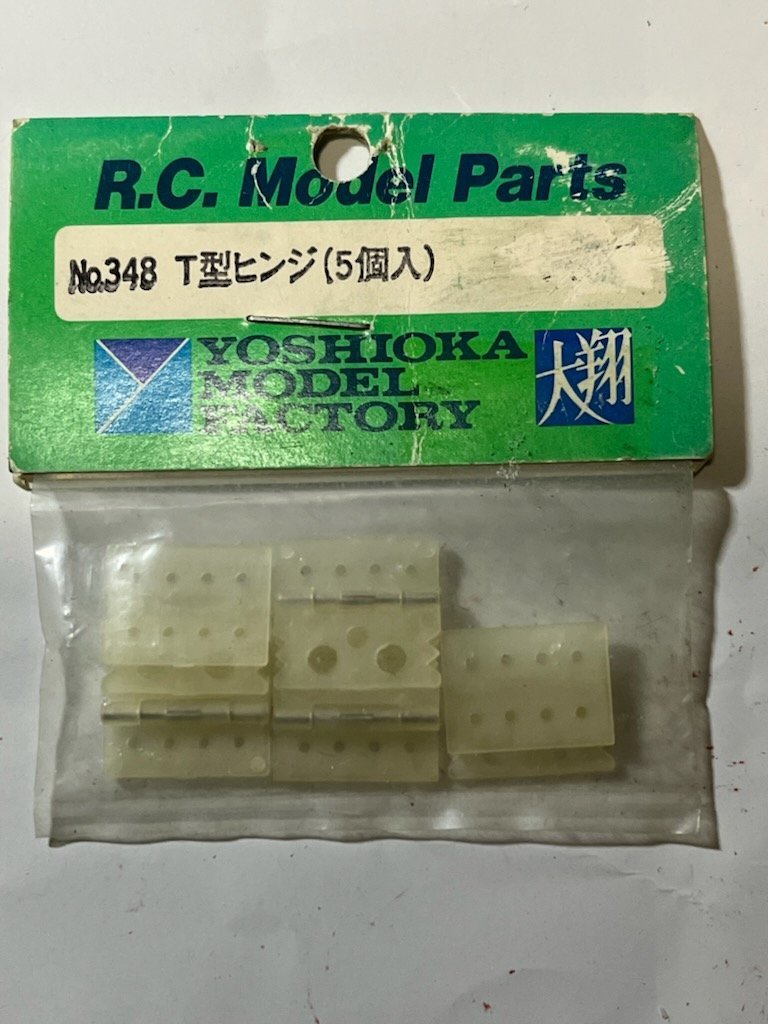 R.C. Model Parts
No.348 T型ヒンジ(5個入)
YOSHIOKA
MODEL
FACTORY
大翔